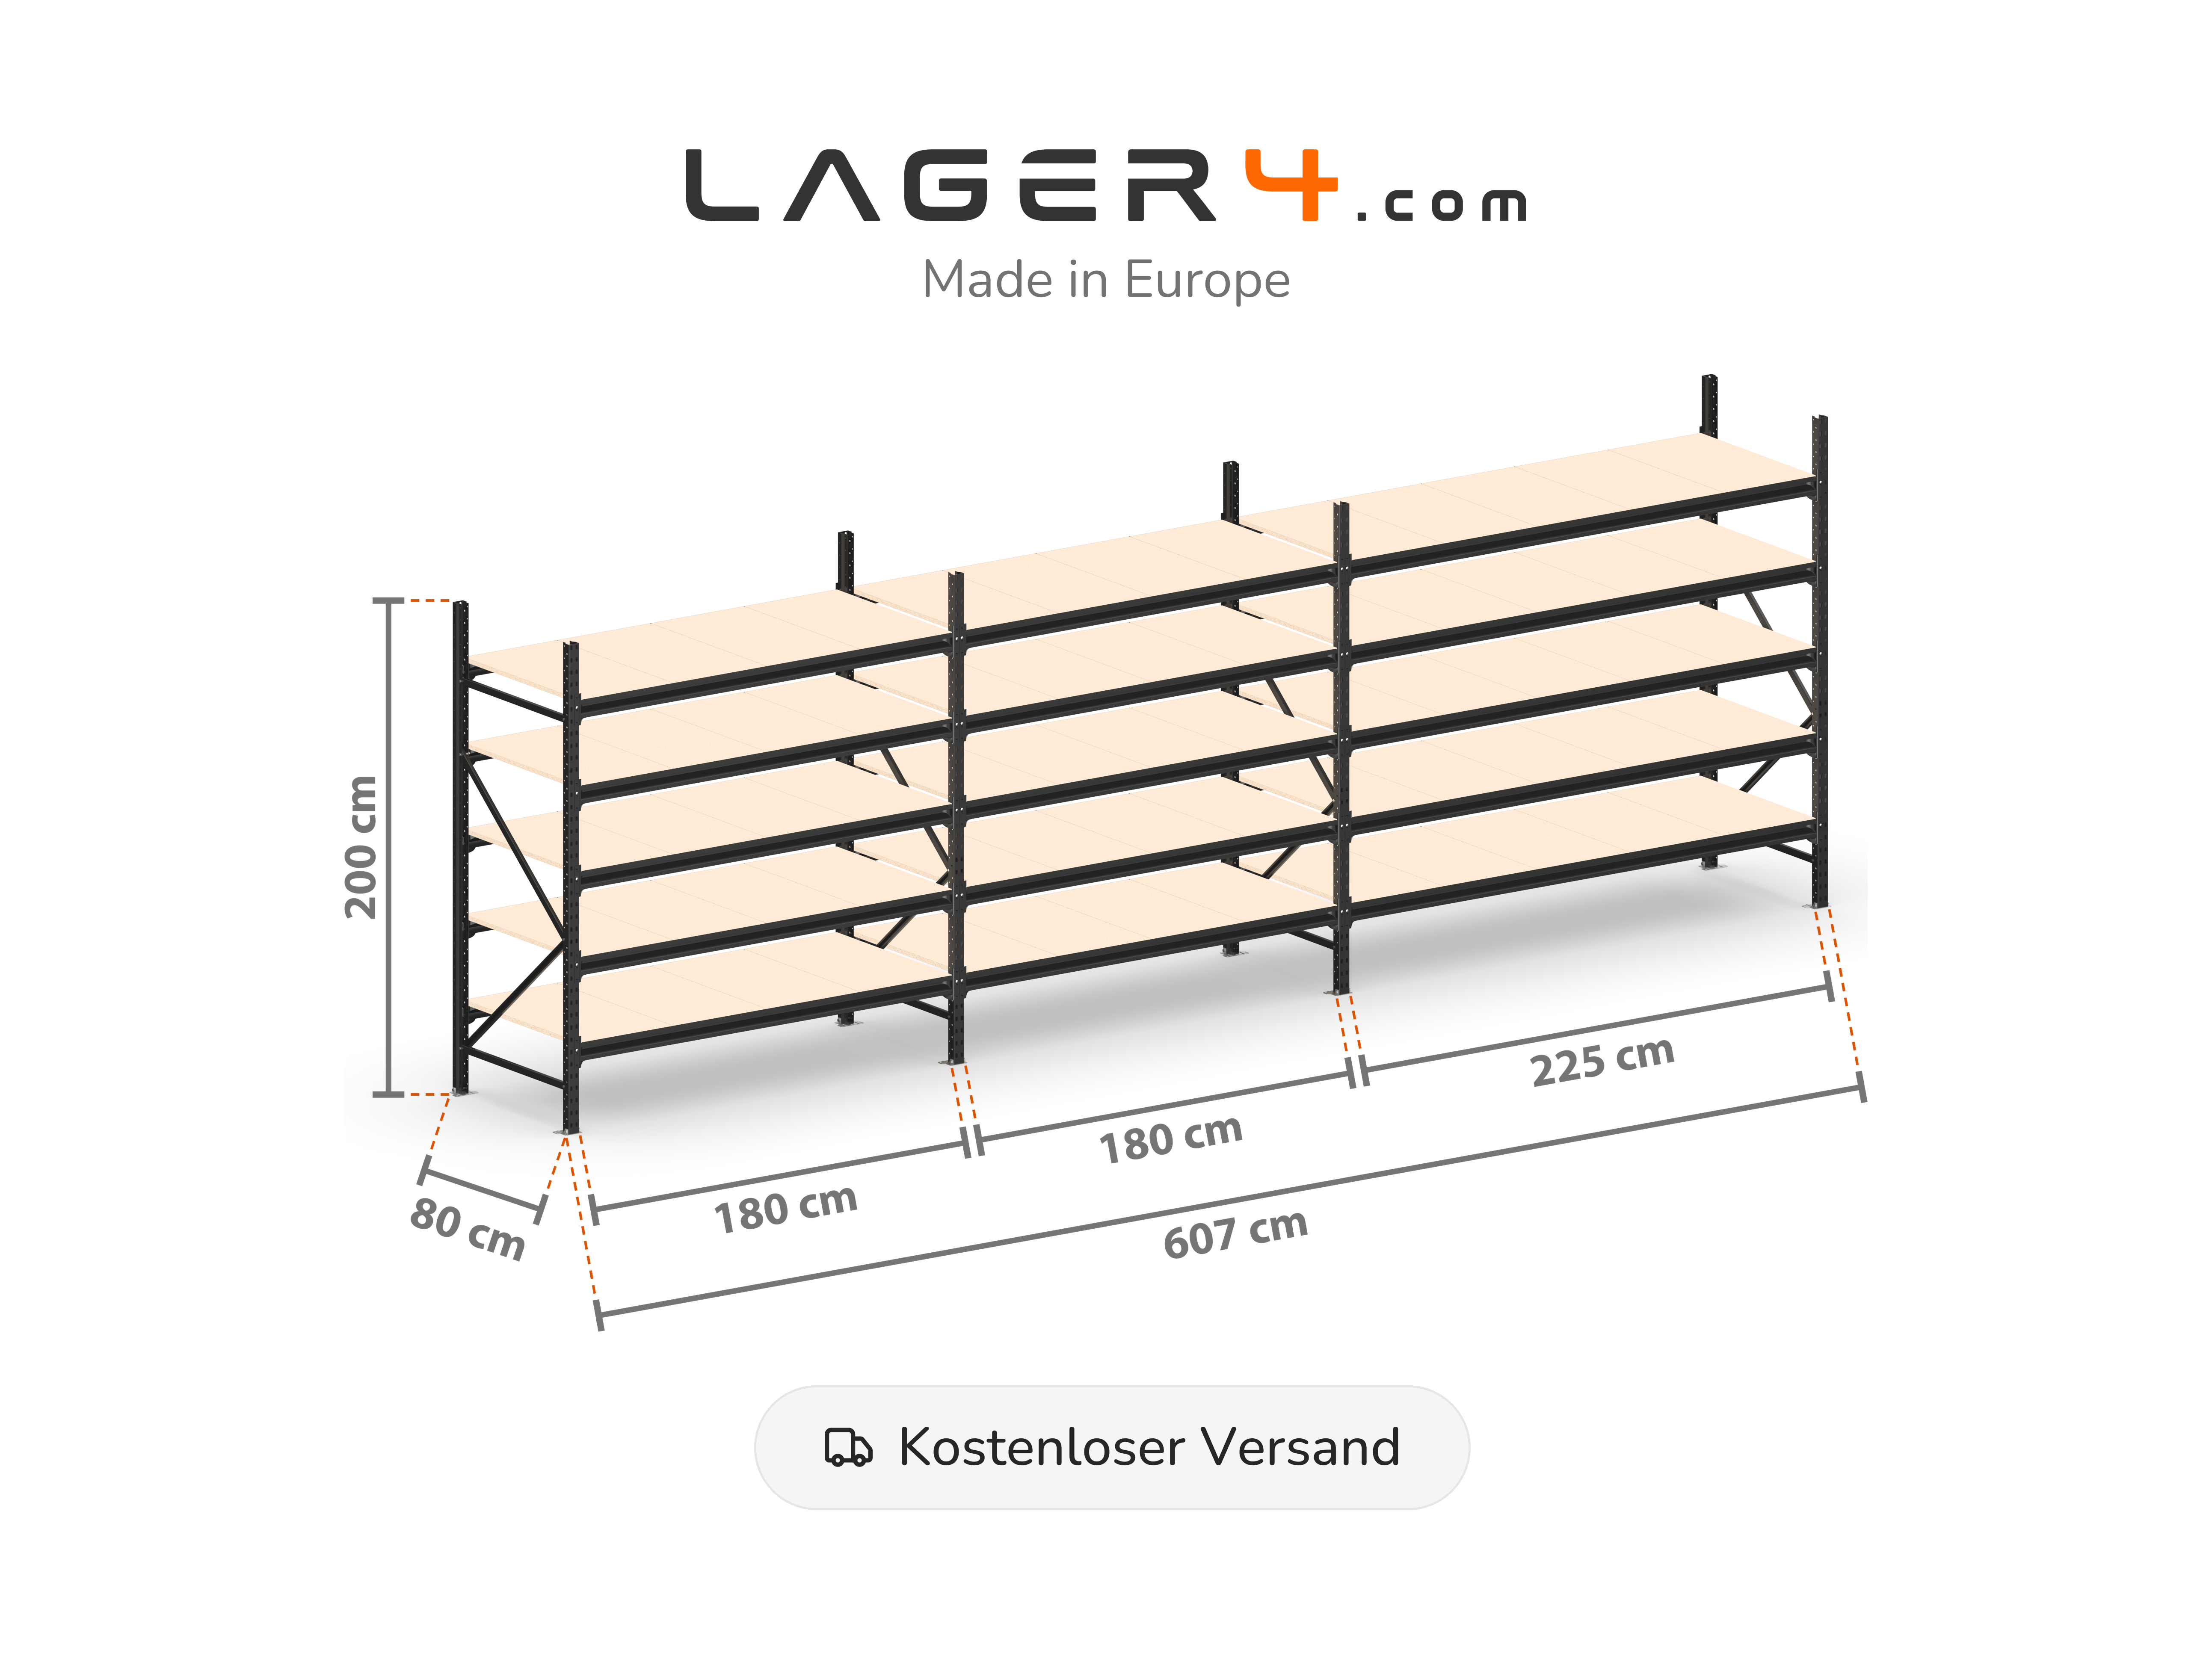 LAGER4.com
Made in Europe
200 cm
80 cm
180 cm
180 cm
225 cm
607 cm
Kostenloser Versand